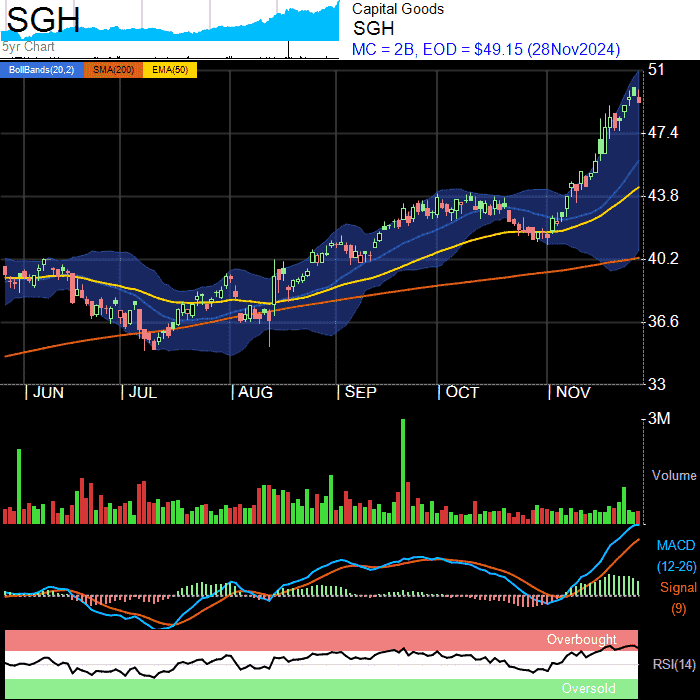 SGH
5yr Chart
Capital Goods
SGH
MC = 2B, EOD = $49.15 (28Nov2024)
BollBands(20,2) SMA(200) EMA(50)
51
47.4
43.8
40.2
36.6
33
JUN JUL AUG SEP OCT NOV
3M
Volume
MACD
(12-26)
Signal
(9)
Overbought
RSI(14)
Oversold